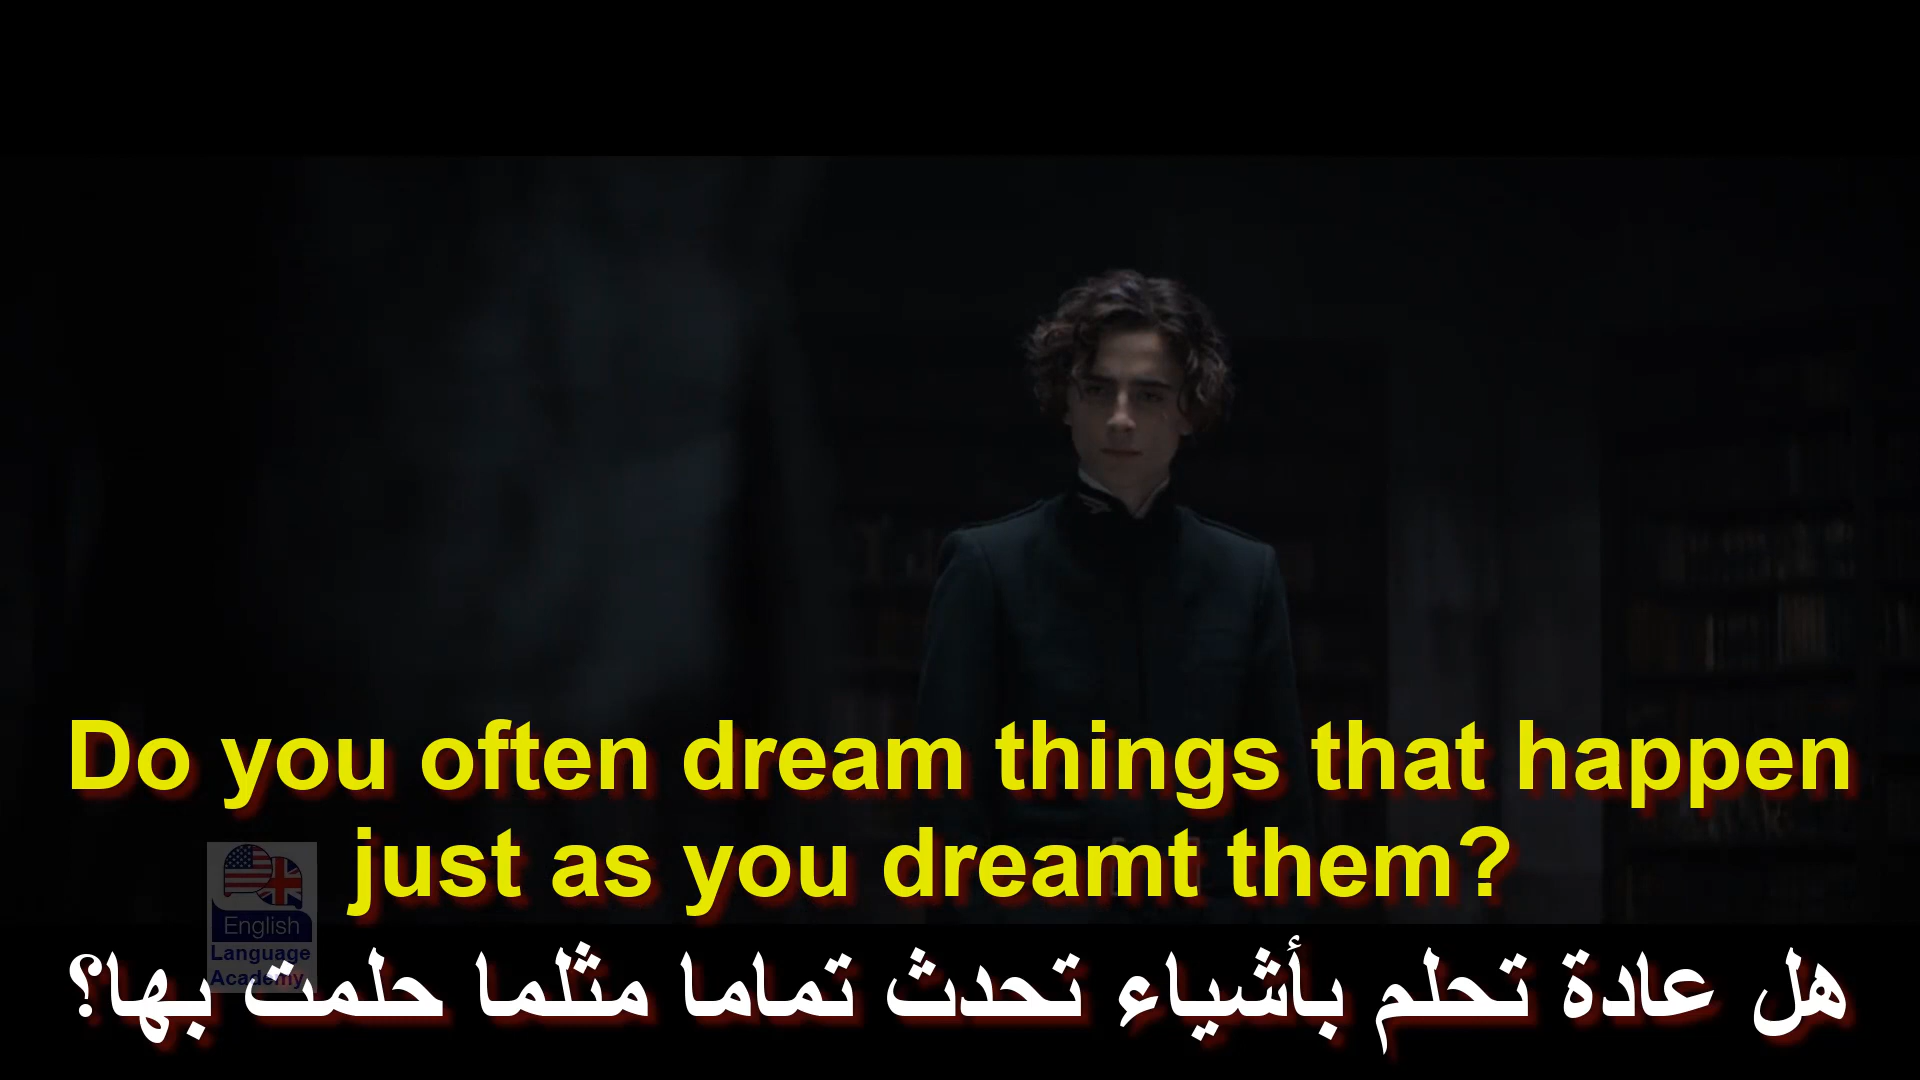 Do you often dream things that happen
just as you dreamt them?
English
Language
Academy
هل عادة تحلم بأشياء تحدث تماما مثلما حلمت بها؟